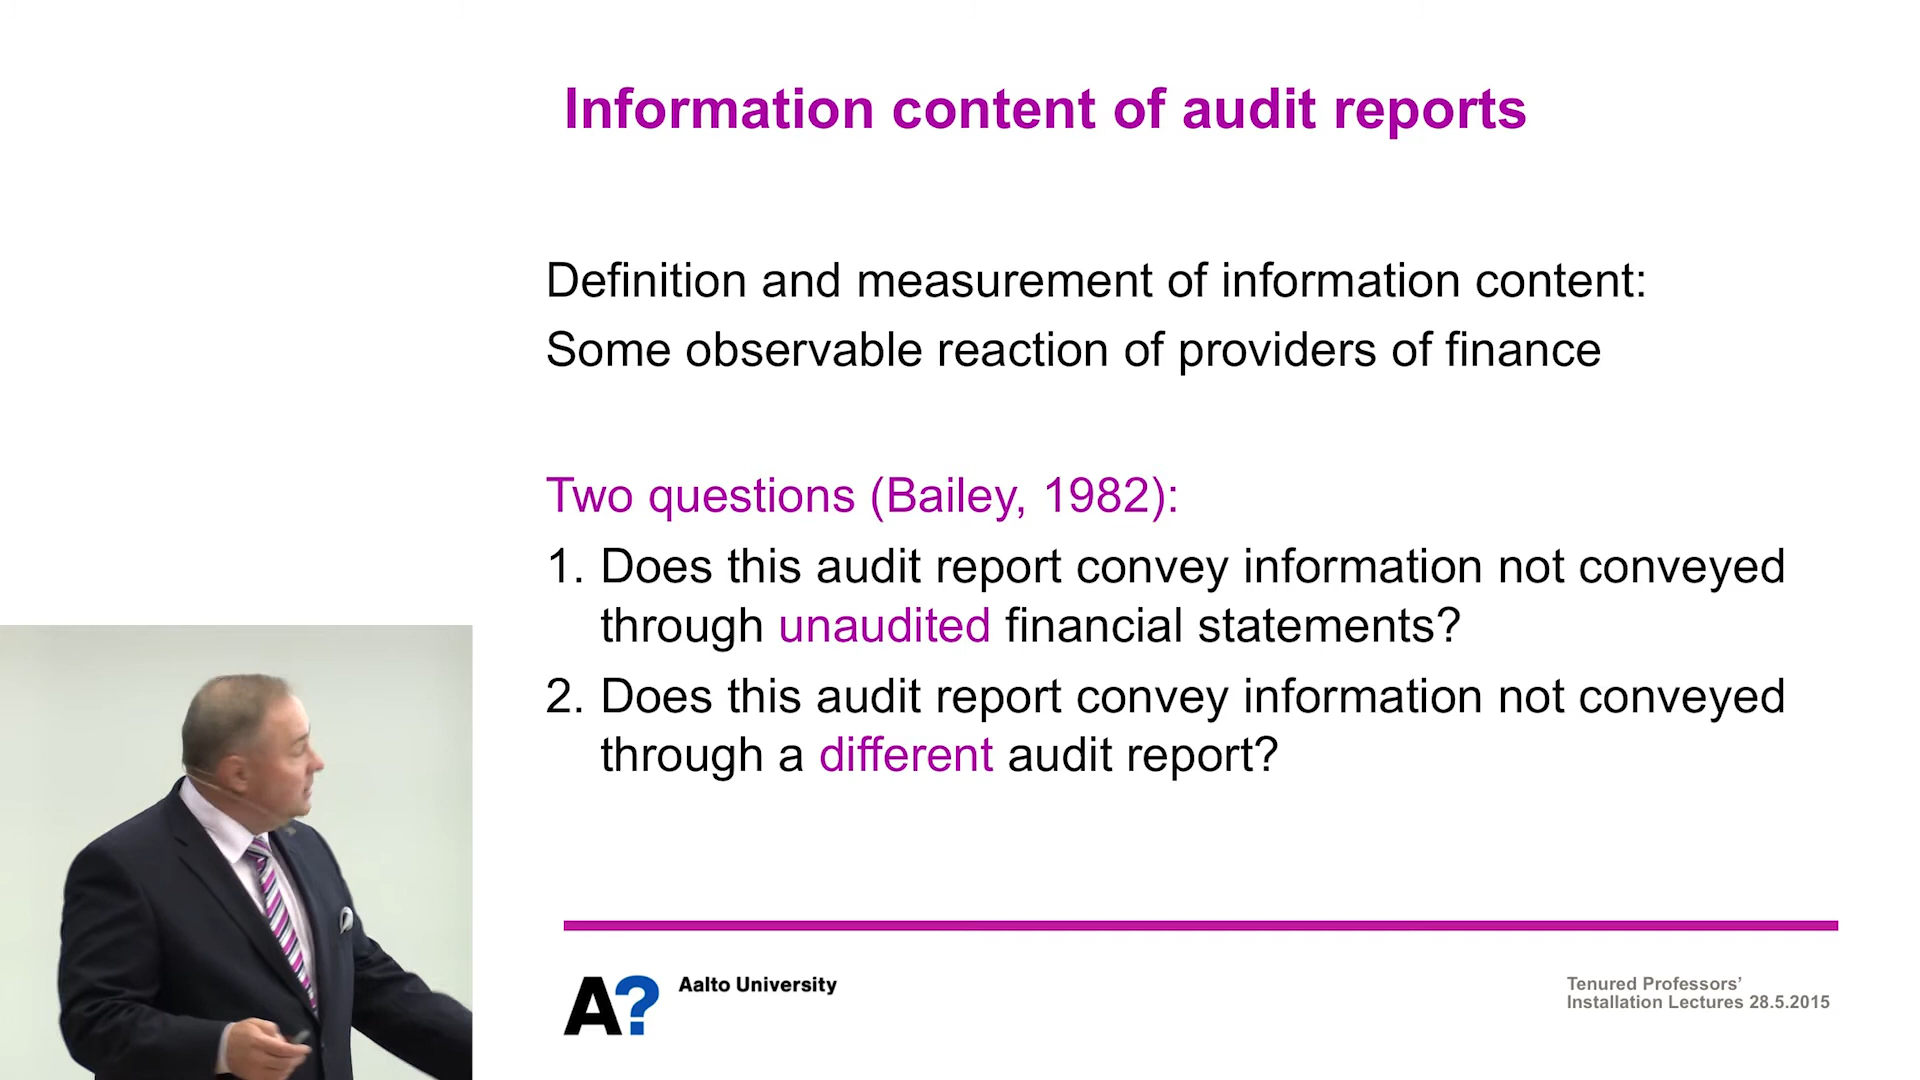 Information content of audit reports
Definition and measurement of information content:
Some observable reaction of providers of finance
Two questions (Bailey, 1982):
1. Does this audit report convey information not conveyed
through unaudited financial statements?
2. Does this audit report convey information not conveyed
through a different audit report?
A? Aalto University
Tenured Professors’
Installation Lectures 28.5.2015